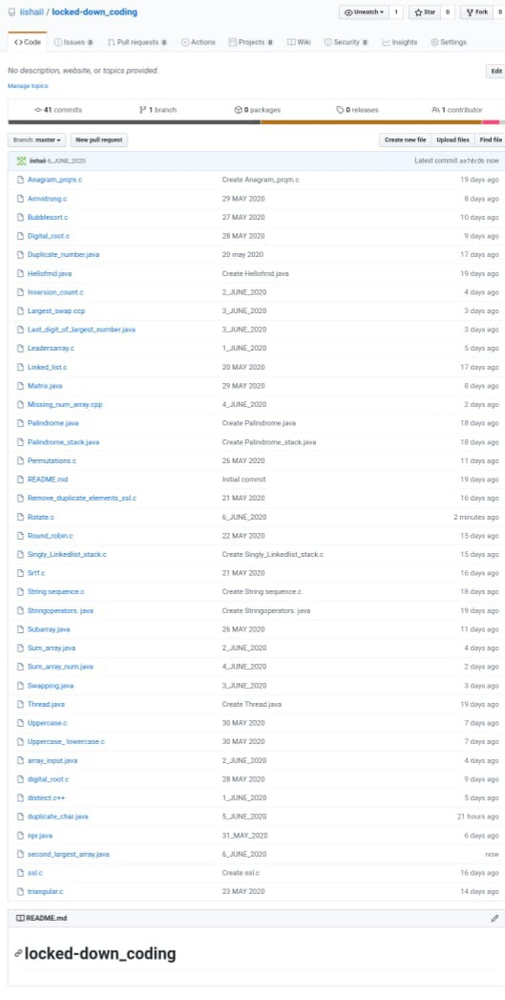 iishaii / locked-down_coding
Unwatch 1 Star 0 Fork 0
Code Issues 0 Pull requests 0 Actions Projects 0 Wiki Security 0 Insights Settings
No description, website, or topics provided. Edit
Manage topics
41 commits 1 branch 0 packages 0 releases 1 contributor
Branch: master New pull request Create new file Upload files Find file
iishaii 6_JUNE_2020 Latest commit aa7dc0b now
Anagram_prqm.c Create Anagram_prqm.c 19 days ago
Armstrong.c 29 MAY 2020 8 days ago
Bubblesort.c 27 MAY 2020 10 days ago
Digital_root.c 28 MAY 2020 9 days ago
Duplicate_number.java 20 may 2020 17 days ago
Hellofrnd.java Create Hellofrnd.java 19 days ago
Inversion_count.c 2_JUNE_2020 4 days ago
Largest_swap.ccp 3_JUNE_2020 3 days ago
Last_digit_of_largest_number.java 3_JUNE_2020 3 days ago
Leadersarray.c 1_JUNE_2020 5 days ago
Linked_list.c 20 MAY 2020 17 days ago
Matrix.java 29 MAY 2020 8 days ago
Missing_num_array.cpp 4_JUNE_2020 2 days ago
Palindrome.java Create Palindrome.java 18 days ago
Palindrome_stack.java Create Palindrome_stack.java 18 days ago
Permutations.c 26 MAY 2020 11 days ago
README.md Initial commit 19 days ago
Remove_duplicate_elements_ssl.c 21 MAY 2020 16 days ago
Rotate.c 6_JUNE_2020 2 minutes ago
Round_robin.c 22 MAY 2020 15 days ago
Singly_Linkedlist_stack.c Create Singly_Linkedlist_stack.c 15 days ago
Srtf.c 21 MAY 2020 16 days ago
String sequence.c Create String sequence.c 18 days ago
Stringoperators. java Create Stringoperators. java 19 days ago
Subarray.java 26 MAY 2020 11 days ago
Sum_array.java 2_JUNE_2020 4 days ago
Sum_array_num.java 4_JUNE_2020 2 days ago
Swapping.java 3_JUNE_2020 3 days ago
Thread.java Create Thread.java 19 days ago
Uppercase.c 30 MAY 2020 7 days ago
Uppercase_ lowercase.c 30 MAY 2020 7 days ago
array_input.java 2_JUNE_2020 4 days ago
digital_root.c 28 MAY 2020 9 days ago
distinct.c++ 1_JUNE_2020 5 days ago
duplicate_char.java 5_JUNE_2020 21 hours ago
npr.java 31_MAY_2020 6 days ago
second_largest_array.java 6_JUNE_2020 now
ssl.c Create ssl.c 16 days ago
triangular.c 23 MAY 2020 14 days ago
README.md
locked-down_coding